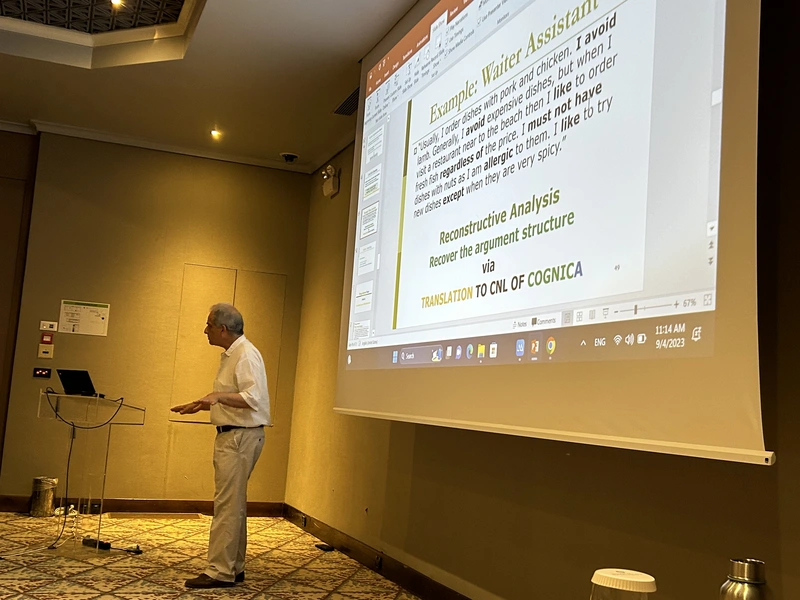 Example: Waiter Assistant
"Usually, I order dishes with pork and chicken. I avoid
lamb. Generally, I avoid expensive dishes, but when I
visit a restaurant near to the beach then I like to order
fresh fish regardless of the price. I must not have
dishes with nuts as I am allergic to them. I like to try
new dishes except when they are very spicy."
Reconstructive Analysis
Recover the argument structure
via
TRANSLATION TO CNL OF COGNICA
Notes Comments 67%
Search ENG 11:14 AM
9/4/2023